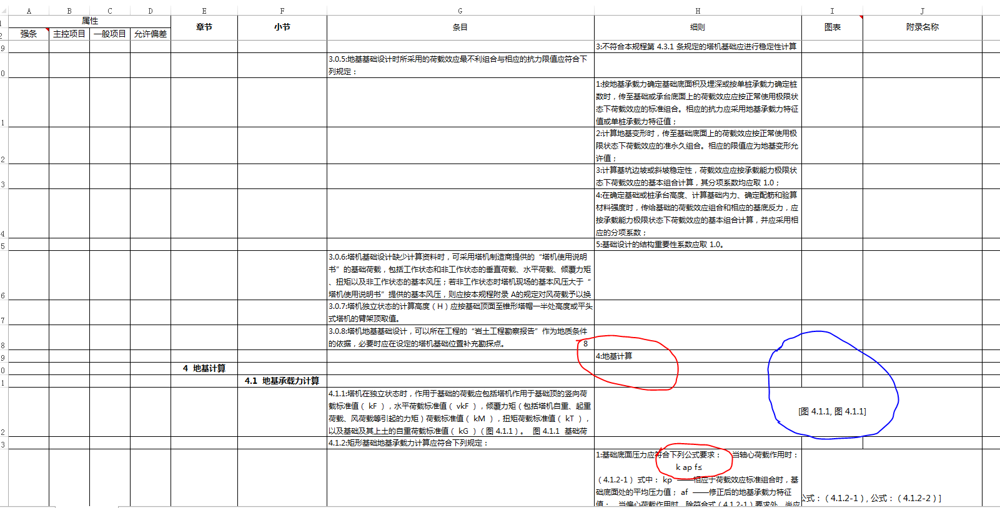 A B C D E F G H I J
1 属性 章节 小节 条目 细则 图表 附录名称
2 强条 主控项目 一般项目 允许偏差
9 3:不符合本规程第 4.3.1 条规定的塔机基础应进行稳定性计算
3.0.5:地基基础设计时所采用的荷载效应最不利组合与相应的抗力限值应符合下
0 列规定：
1:按地基承载力确定基础底面积及埋深或按单桩承载力确定桩
数时，传至基础或承台底面上的荷载效应应按正常使用极限状
态下荷载效应的标准组合。相应的抗力应采用地基承载力特征
1 值或单桩承载力特征值；
2:计算地基变形时，传至基础底面上的荷载效应按正常使用极
限状态下荷载效应的准永久组合。相应的限值应为地基变形允
2 许值；
3:计算基坑边坡或斜坡稳定性，荷载效应应按承载能力极限状
3 态下荷载效应的基本组合计算，其分项系数均应取 1.0；
4:在确定基础或桩承台高度、计算基础内力、确定配筋和验算
材料强度时，传给基础的荷载效应组合和相应的基底反力，应
按承载能力极限状态下荷载效应的基本组合计算，并应采用相
4 应的分项系数；
5 5:基础设计的结构重要性系数应取 1.0。
3.0.6:塔机基础设计缺少计算资料时，可采用塔机制造商提供的“塔机使用说明
书”的基础荷载，包括工作状态和非工作状态的垂直荷载、水平荷载、倾覆力矩
、扭矩以及非工作状态的基本风压；若非工作状态时塔机现场的基本风压大于“
6 塔机使用说明书”提供的基本风压，则应按本规程附录 A的规定对风荷载予以换
3.0.7:塔机独立状态的计算高度（H）应按基础顶面至锥形塔帽一半处高度或平头
7 式塔机的臂架顶取值。
3.0.8:塔机地基基础设计，可以所在工程的“岩土工程勘察报告”作为地质条件
8 的依据，必要时应在设定的塔机基础位置补充勘探点。 8
9 4:地基计算
0 4 地基计算
1 4.1 地基承载力计算
4.1.1:塔机在独立状态时，作用于基础的荷载应包括塔机作用于基础顶的竖向荷
载标准值（ kF ），水平荷载标准值（ vkF ），倾覆力矩（包括塔机自重、起重
荷载、风荷载等引起的力矩）荷载标准值（ kM ），扭矩荷载标准值（ kT ），
[图 4.1.1, 图 4.1.1]
2 以及基础及其上土的自重荷载标准值（ kG ）（图 4.1.1）。 图 4.1.1 基础荷
3 4.1.2:矩形基础地基承载力计算应符合下列规定：
1:基础底面压力应符合下列公式要求： 当轴心荷载作用时：
k ap f≤
（4.1.2-1） 式中： kp ——相应于荷载效应标准组合时，基
础底面处的平均压力值； af ——修正后的地基承载力特征
公式：（4.1.2-1）, 公式：（4.1.2-2）]
值； 当偏心荷载作用时，除符合式（4.1.2-1）要求外，尚应